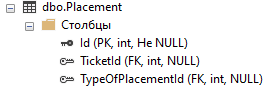 dbo.Placement
Столбцы
Id (PK, int, Не NULL)
TicketId (FK, int, NULL)
TypeOfPlacementId (FK, int, NULL)